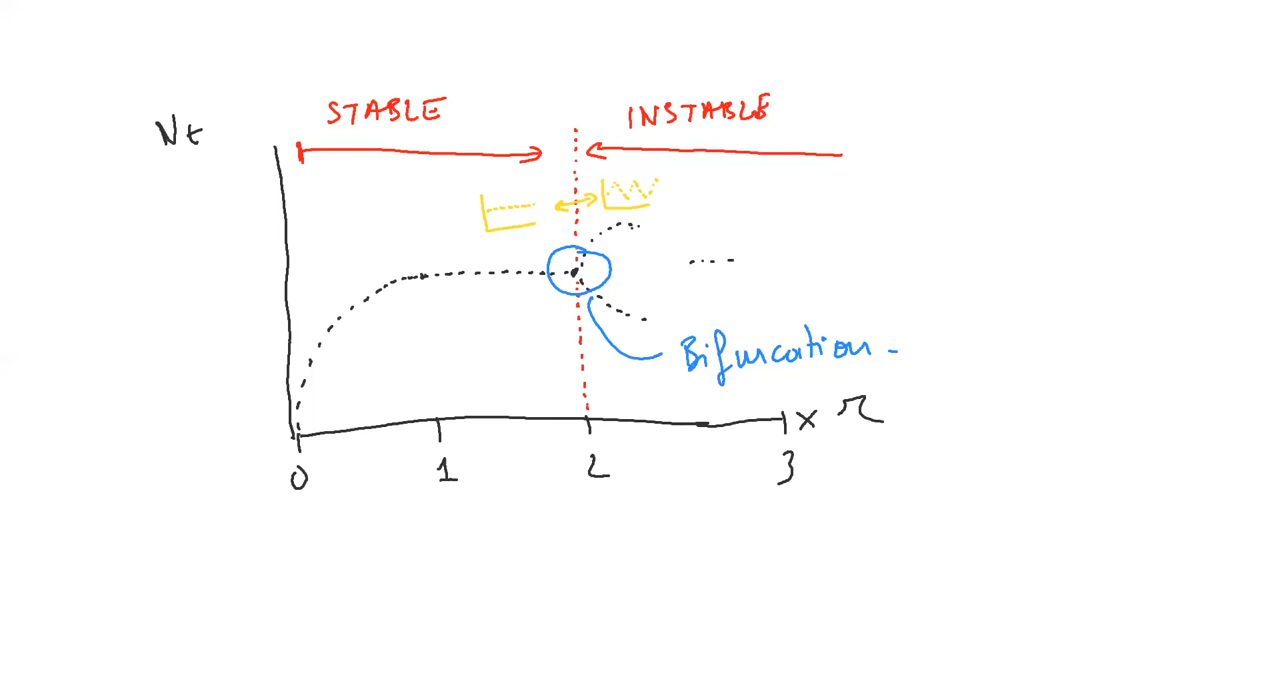 STABLE
INSTABLE
Nt
Bifurcation -
x r
0 1 2 3